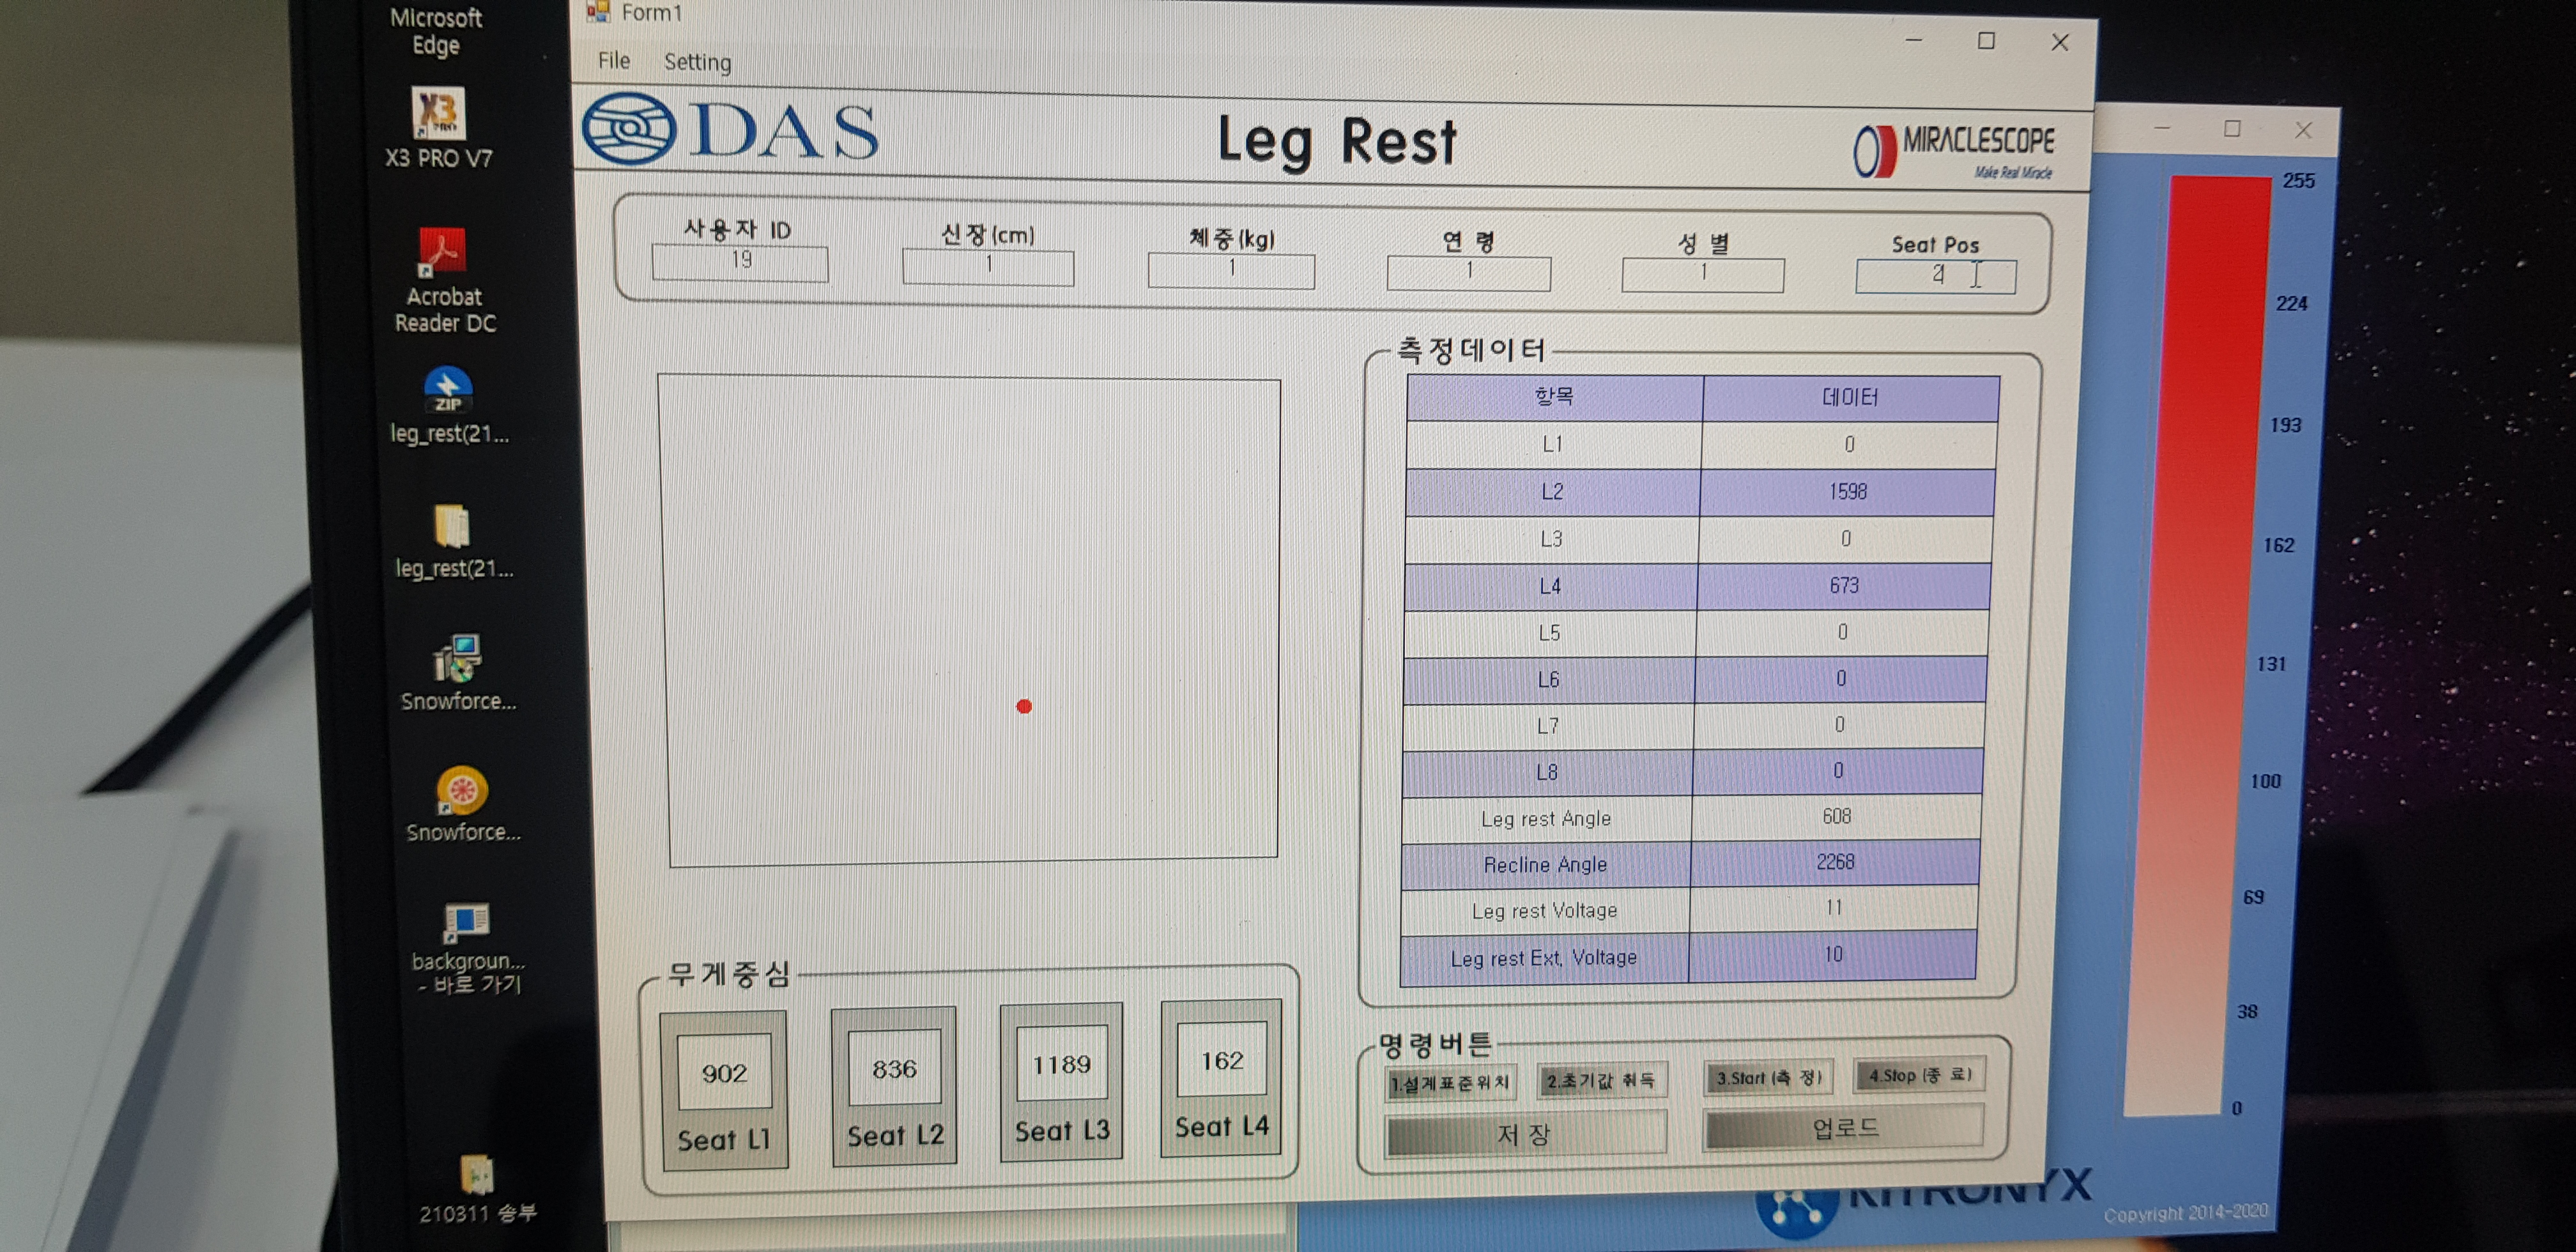 Microsoft
Edge
X3 PRO V7
Acrobat
Reader DC
ZIP
leg_rest(21...
leg_rest(21...
Snowforce...
Snowforce...
backgroun...
- 바로 가기
210311 송부
Form1
File Setting
DAS
Leg Rest
MIRACLESCOPE
Make Real Miracle
사용자 ID 신장(cm) 체중(kg) 연 령 성 별 Seat Pos
19 1 1 1 1
측정데이터
항목 데이터
L1 0
L2 1598
L3 0
L4 673
L5 0
L6 0
L7 0
L8 0
Leg rest Angle 608
Recline Angle 2268
Leg rest Voltage 11
Leg rest Ext. Voltage 10
무게중심
902 836 1189 162
Seat L1 Seat L2 Seat L3 Seat L4
명령버튼
1.설계표준위치 2.초기값 취득 3.Start (측 정) 4.Stop (종 료)
저 장 업로드
255
224
193
162
131
100
69
38
0
KITRONYX
Copyright 2014-2020